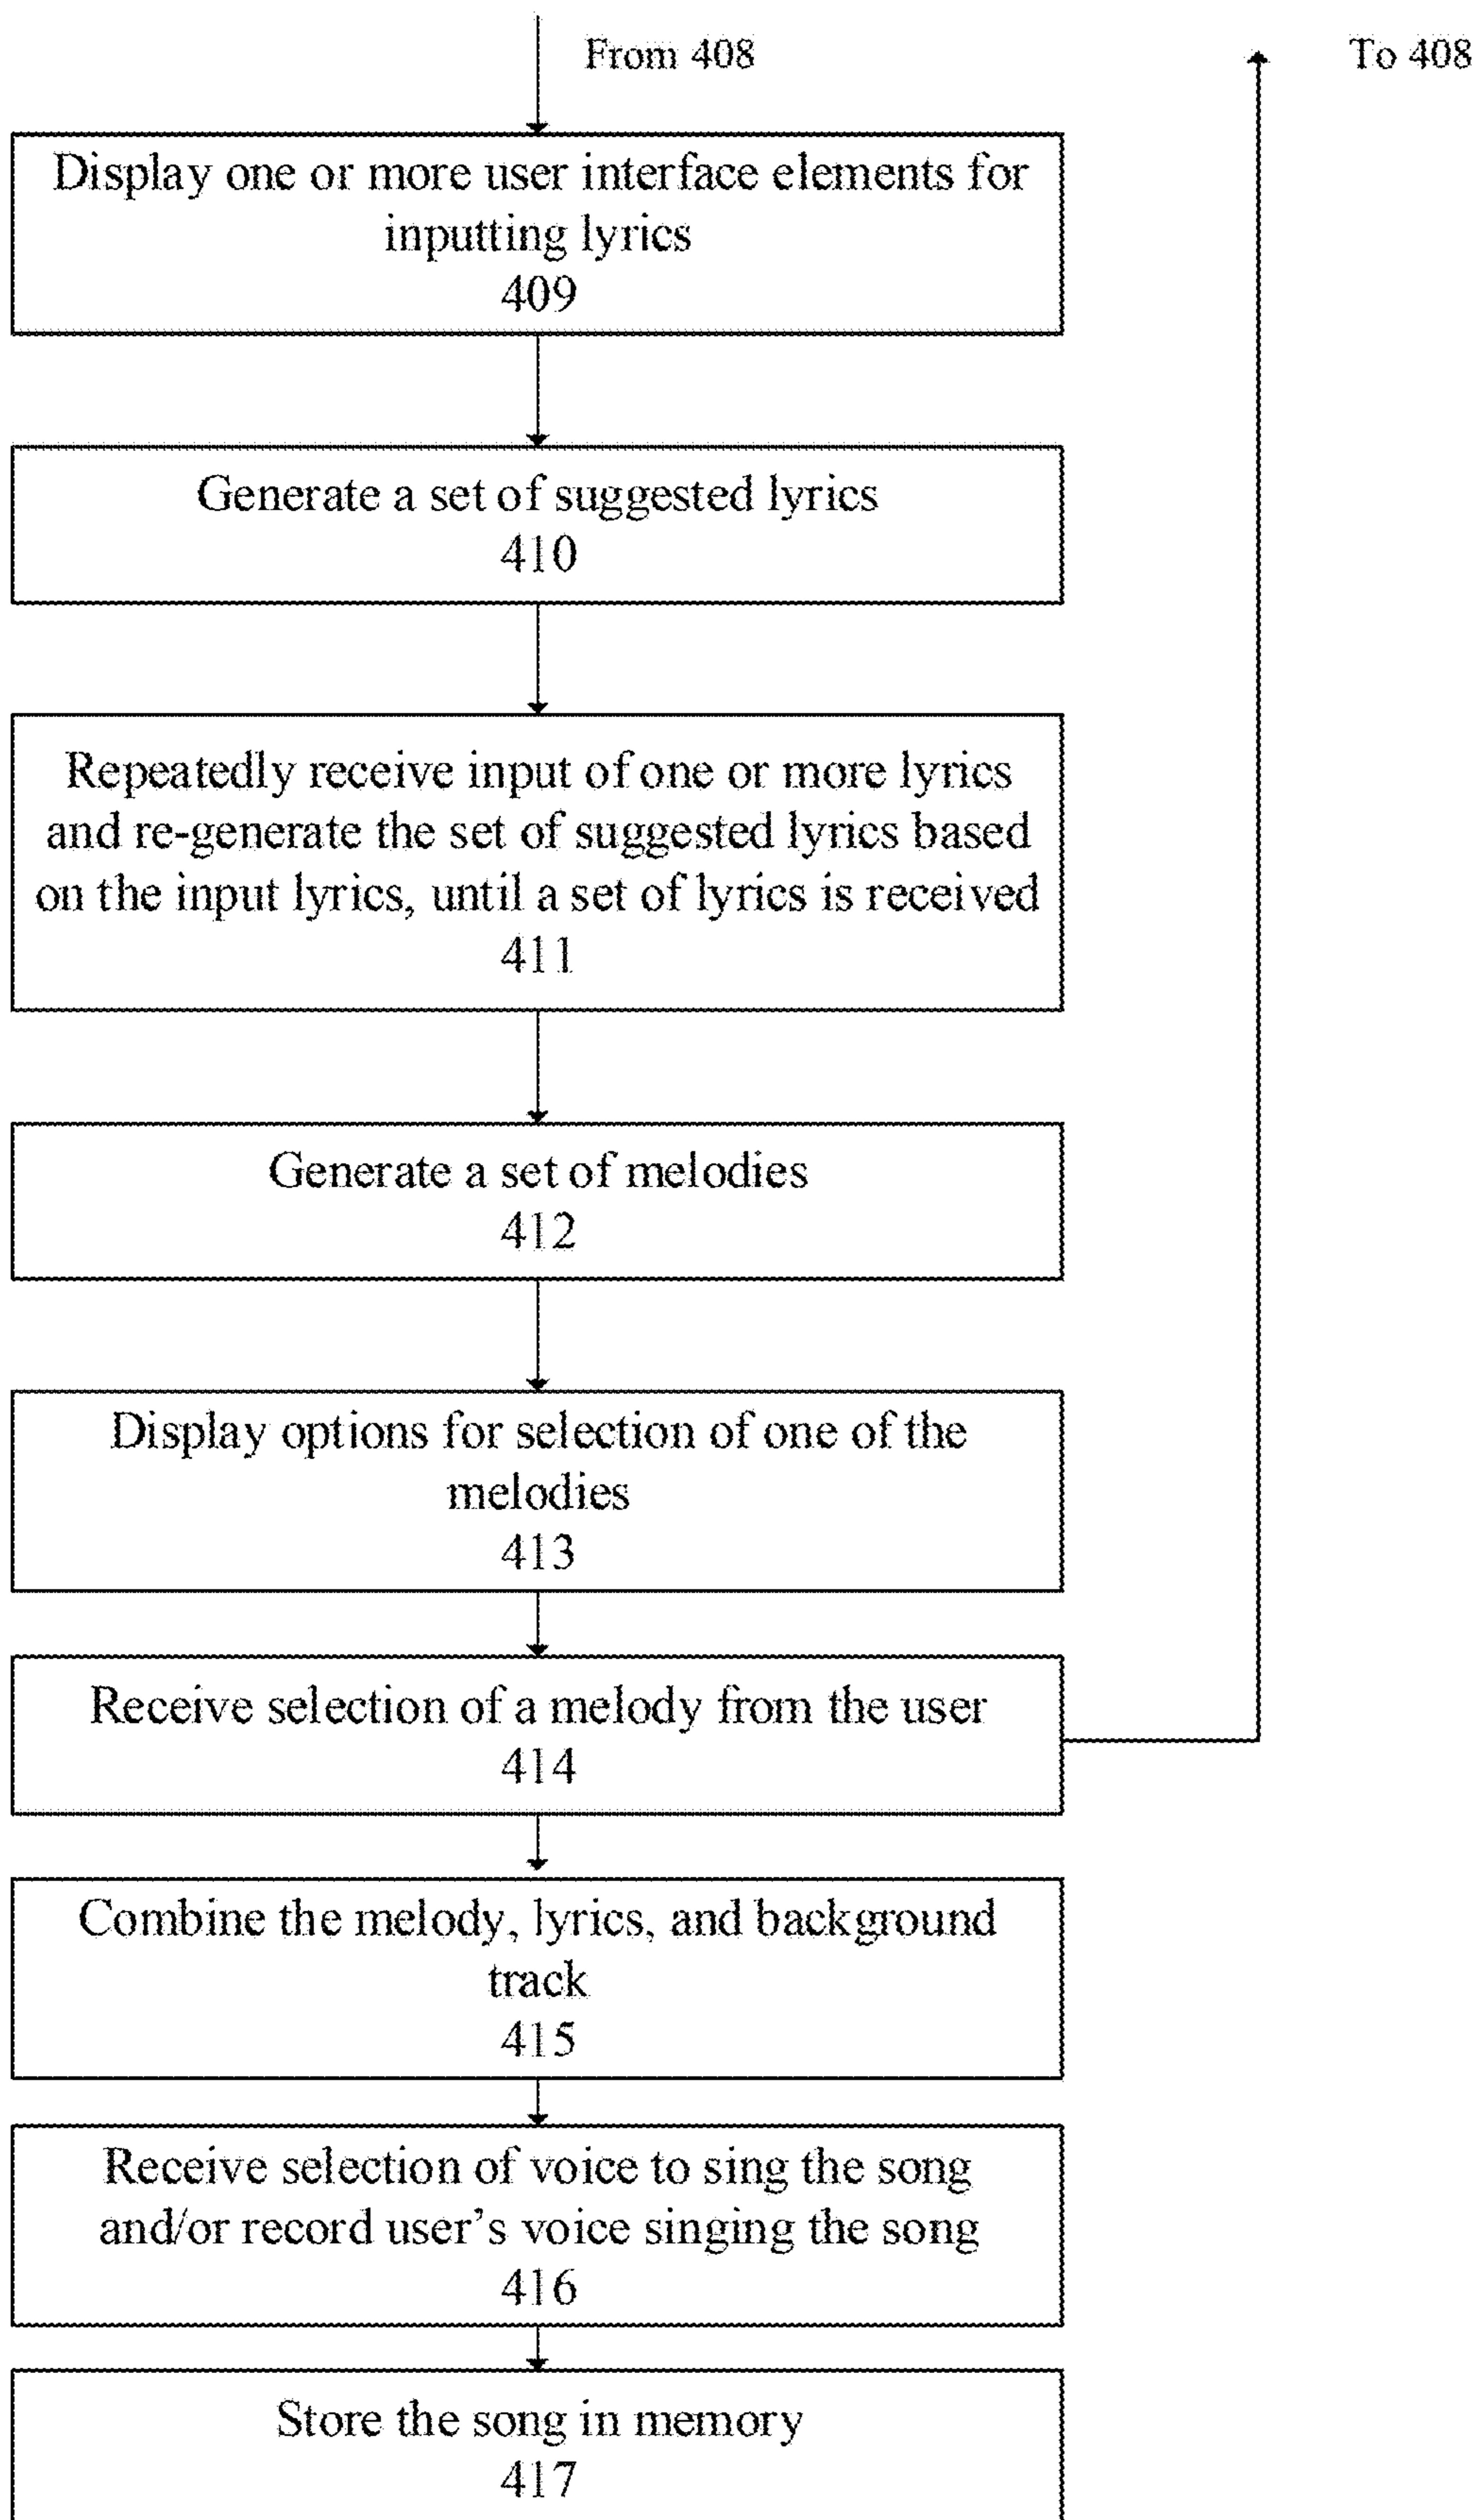 From 408
To 408
Display one or more user interface elements for
inputting lyrics
409
Generate a set of suggested lyrics
410
Repeatedly receive input of one or more lyrics
and re-generate the set of suggested lyrics based
on the input lyrics, until a set of lyrics is received
411
Generate a set of melodies
412
Display options for selection of one of the
melodies
413
Receive selection of a melody from the user
414
Combine the melody, lyrics, and background
track
415
Receive selection of voice to sing the song
and/or record user's voice singing the song
416
Store the song in memory
417